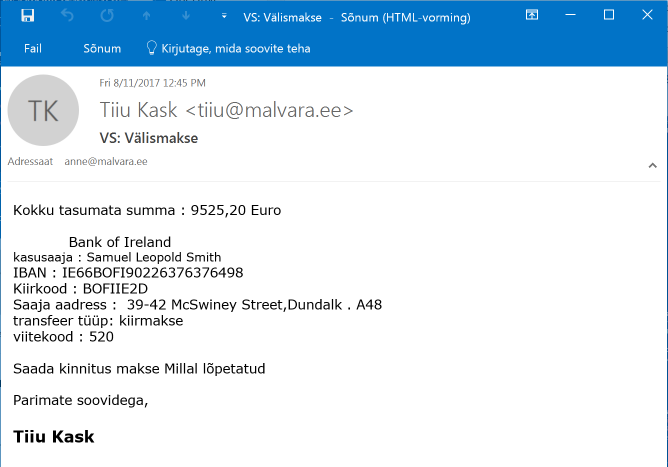 VS: Välismakse - Sõnum (HTML-vorming)
Fail Sõnum Kirjutage, mida soovite teha
Fri 8/11/2017 12:45 PM
TK
Tiiu Kask <tiiu@malvara.ee>
VS: Välismakse
Adressaat anne@malvara.ee
Kokku tasumata summa : 9525,20 Euro
Bank of Ireland
kasusaaja : Samuel Leopold Smith
IBAN : IE66BOFI90226376376498
Kiirkood : BOFIIE2D
Saaja aadress : 39-42 McSwiney Street,Dundalk . A48
transfeer tüüp: kiirmakse
viitekood : 520
Saada kinnitus makse Millal lõpetatud
Parimate soovidega,
Tiiu Kask